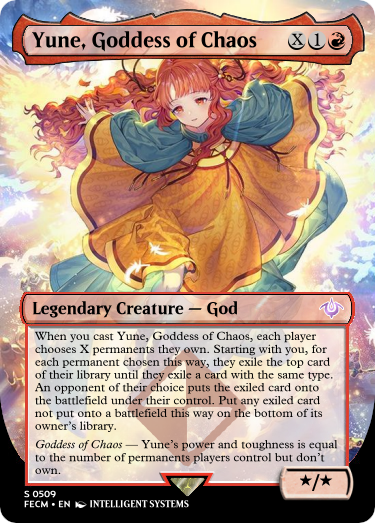 Yune, Goddess of Chaos X 1
Legendary Creature — God
When you cast Yune, Goddess of Chaos, each player
chooses X permanents they own. Starting with you, for
each permanent chosen this way, they exile the top card
of their library until they exile a card with the same type.
An opponent of their choice puts the exiled card onto
the battlefield under their control. Put any exiled card
not put onto a battlefield this way on the bottom of its
owner's library.
Goddess of Chaos — Yune's power and toughness is equal
to the number of permanents players control but don't
own.
★/★
S 0509
FECM • EN INTELLIGENT SYSTEMS